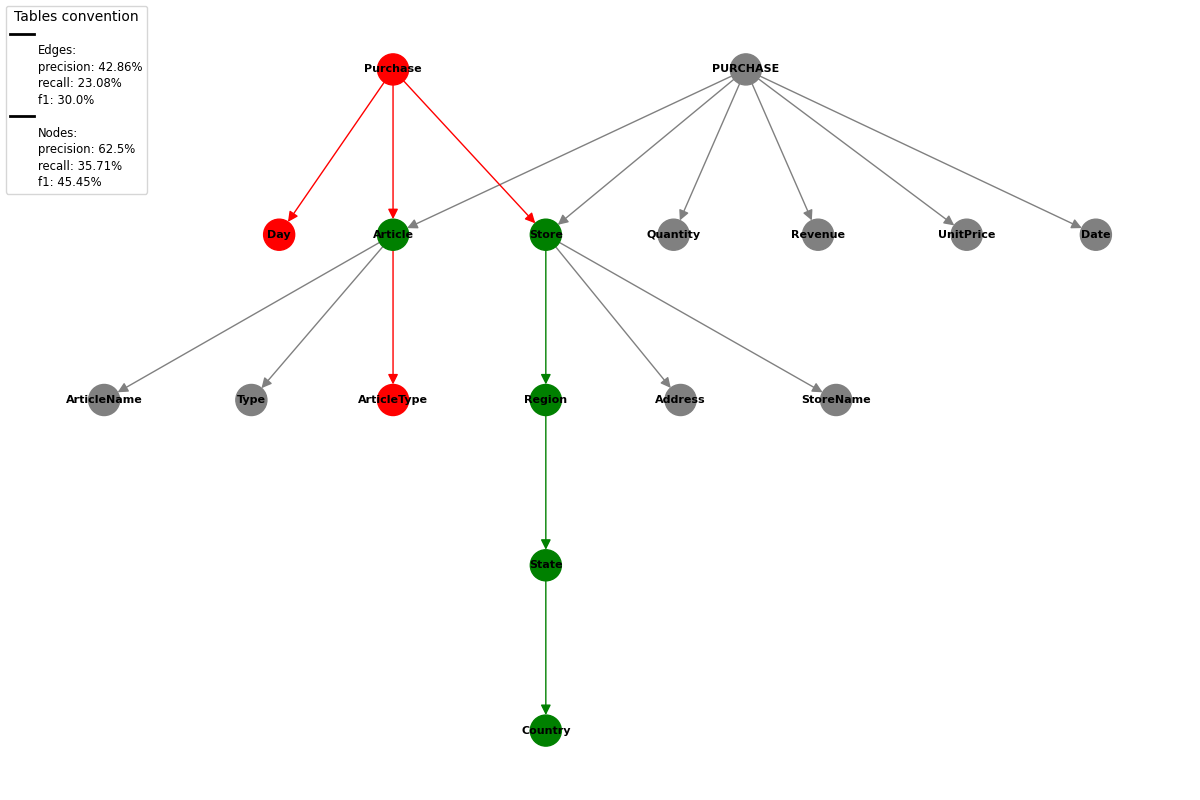 Tables convention
Edges:
precision: 42.86%
recall: 23.08%
f1: 30.0%
Nodes:
precision: 62.5%
recall: 35.71%
f1: 45.45%
Purchase PURCHASE
Day Article Store Quantity Revenue UnitPrice Date
ArticleName Type ArticleType Region Address StoreName
State
Country